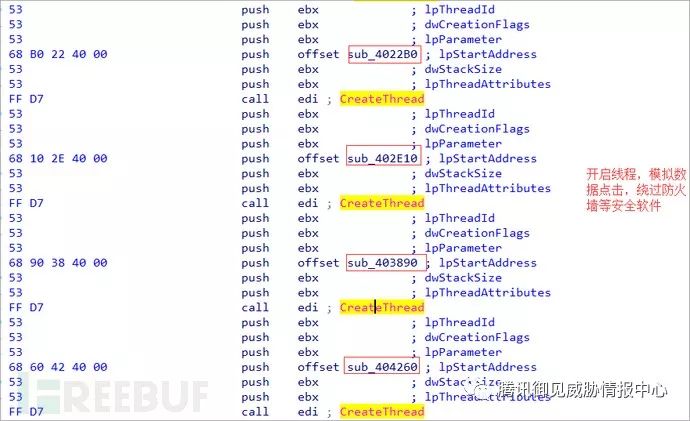 53 push ebx ; lpThreadId
53 push ebx ; dwCreationFlags
53 push ebx ; lpParameter
68 B0 22 40 00 push offset sub_4022B0 ; lpStartAddress
53 push ebx ; dwStackSize
53 push ebx ; lpThreadAttributes
FF D7 call edi ; CreateThread
53 push ebx ; lpThreadId
53 push ebx ; dwCreationFlags
53 push ebx ; lpParameter
68 10 2E 40 00 push offset sub_402E10 ; lpStartAddress
53 push ebx ; dwStackSize
53 push ebx ; lpThreadAttributes
FF D7 call edi ; CreateThread
53 push ebx ; lpThreadId
53 push ebx ; dwCreationFlags
53 push ebx ; lpParameter
68 90 38 40 00 push offset sub_403890 ; lpStartAddress
53 push ebx ; dwStackSize
53 push ebx ; lpThreadAttributes
FF D7 call edi ; CreateThread
53 push ebx ; lpThreadId
53 push ebx ; dwCreationFlags
53 push ebx ; lpParameter
68 60 42 40 00 push offset sub_404260 ; lpStartAddress
53 push ebx ; dwStackSize
53 push ebx ; lpThreadAttributes
FF D7 call edi ; CreateThread
开启线程，模拟数
据点击，绕过防火
墙等安全软件
FREEBUF
腾讯御见威胁情报中心